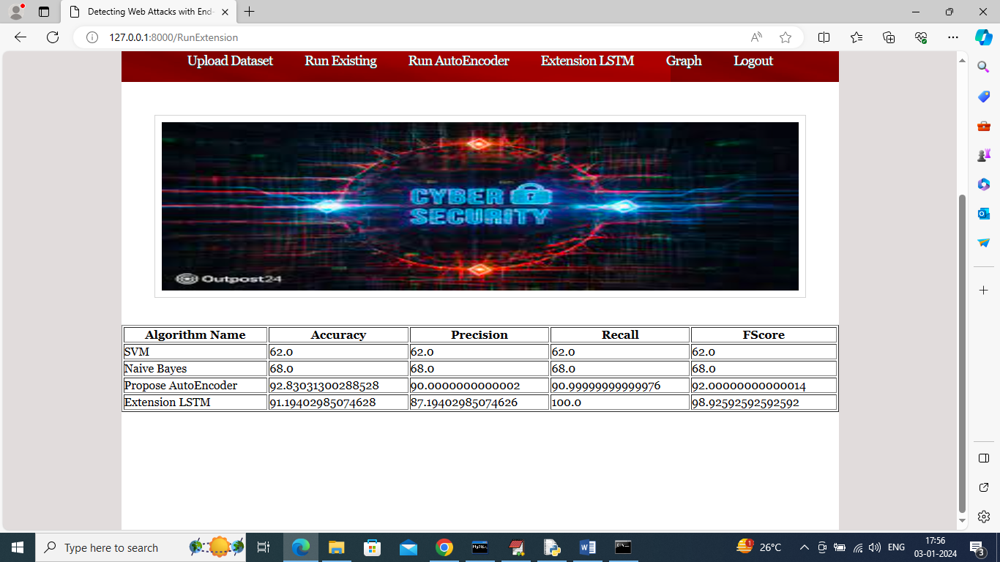 Detecting Web Attacks with End-
127.0.0.1:8000/RunExtension
Upload Dataset Run Existing Run AutoEncoder Extension LSTM Graph Logout
CYBER
SECURITY
Outpost24
Algorithm Name Accuracy Precision Recall FScore
SVM 62.0 62.0 62.0 62.0
Naive Bayes 68.0 68.0 68.0 68.0
Propose AutoEncoder 92.83031300288528 90.0000000000002 90.99999999999976 92.00000000000014
Extension LSTM 91.19402985074628 87.19402985074626 100.0 98.92592592592592
Type here to search
1
26°C
ENG
17:56
03-01-2024
3